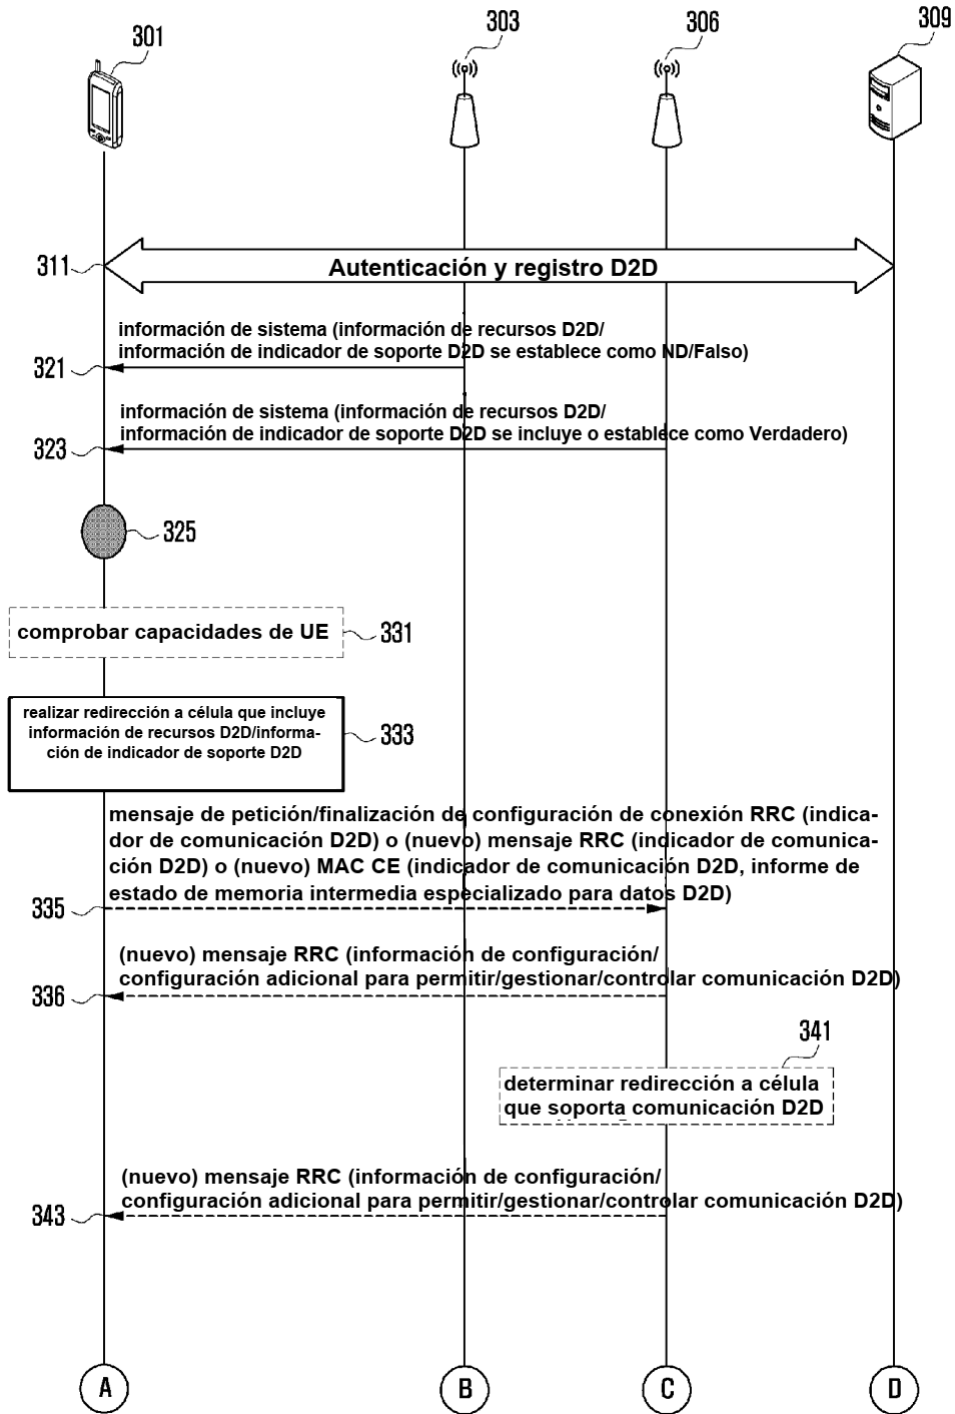 301
303
306
309
311
Autenticación y registro D2D
información de sistema (información de recursos D2D/
información de indicador de soporte D2D se establece como ND/Falso)
321
información de sistema (información de recursos D2D/
información de indicador de soporte D2D se incluye o establece como Verdadero)
323
325
comprobar capacidades de UE
331
realizar redirección a célula que incluye
información de recursos D2D/informa-
ción de indicador de soporte D2D
333
mensaje de petición/finalización de configuración de conexión RRC (indica-
dor de comunicación D2D) o (nuevo) mensaje RRC (indicador de comunica-
ción D2D) o (nuevo) MAC CE (indicador de comunicación D2D, informe de
estado de memoria intermedia especializado para datos D2D)
335
(nuevo) mensaje RRC (información de configuración/
configuración adicional para permitir/gestionar/controlar comunicación D2D)
336
341
determinar redirección a célula
que soporta comunicación D2D
(nuevo) mensaje RRC (información de configuración/
configuración adicional para permitir/gestionar/controlar comunicación D2D)
343
A
B
C
D